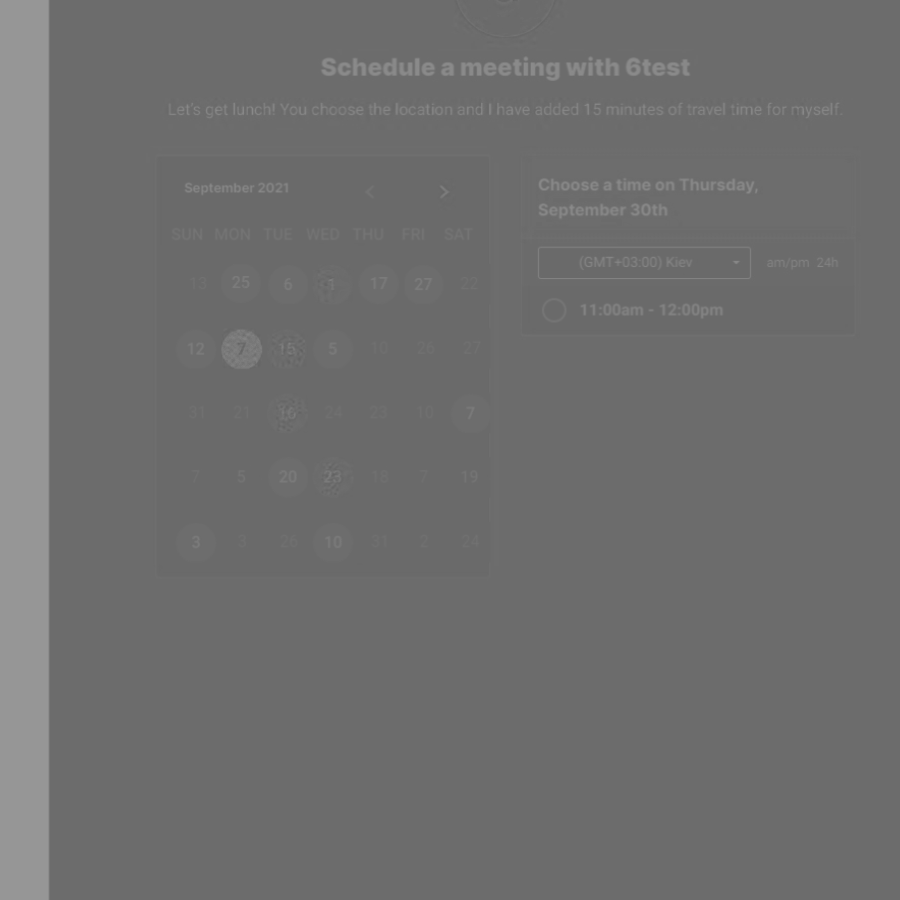 Schedule a meeting with 6test
Let's get lunch! You choose the location and I have added 15 minutes of travel time for myself.
September 2021
SUN MON TUE WED THU FRI SAT
13 25 6 1 17 27 22
12 7 15 5 10 26 27
31 21 16 24 23 10 7
7 5 20 23 18 7 19
3 3 26 10 31 2 24
Choose a time on Thursday,
September 30th
(GMT+03:00) Kiev am/pm 24h
11:00am - 12:00pm